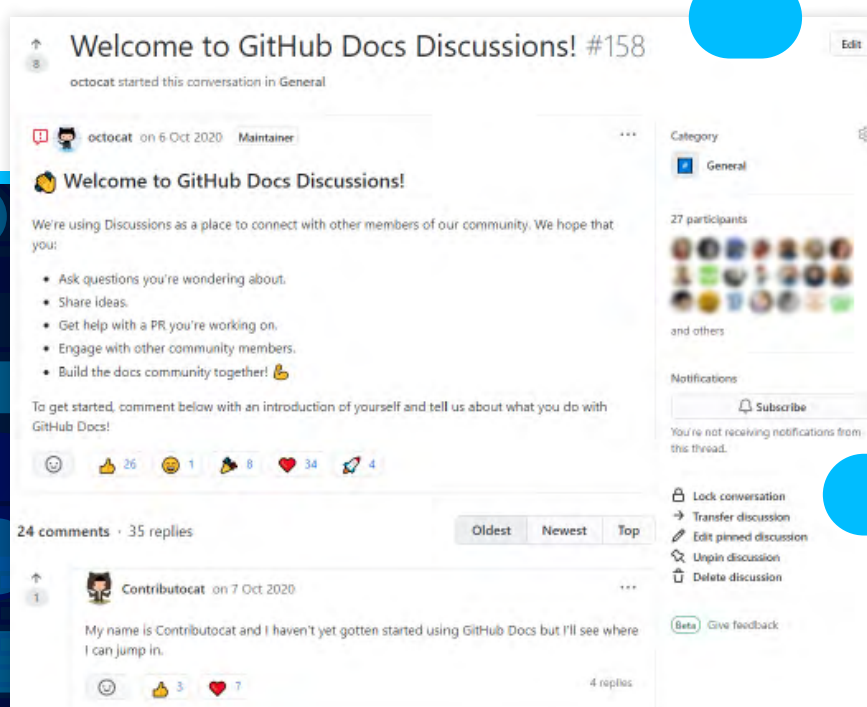 Welcome to GitHub Docs Discussions! #158
Edit
8
octocat started this conversation in General
octocat on 6 Oct 2020 Maintainer
Welcome to GitHub Docs Discussions!
We're using Discussions as a place to connect with other members of our community. We hope that
you:
• Ask questions you're wondering about.
• Share ideas.
• Get help with a PR you're working on.
• Engage with other community members.
• Build the docs community together!
To get started, comment below with an introduction of yourself and tell us about what you do with
GitHub Docs!
26 1 8 34 4
Category
General
27 participants
and others
Notifications
Subscribe
You're not receiving notifications from
this thread.
Lock conversation
Transfer discussion
Edit pinned discussion
Unpin discussion
Delete discussion
Beta Give feedback
24 comments · 35 replies
Oldest Newest Top
1
Contributocat on 7 Oct 2020
My name is Contributocat and I haven't yet gotten started using GitHub Docs but I'll see where
I can jump in.
3 7
4 replies